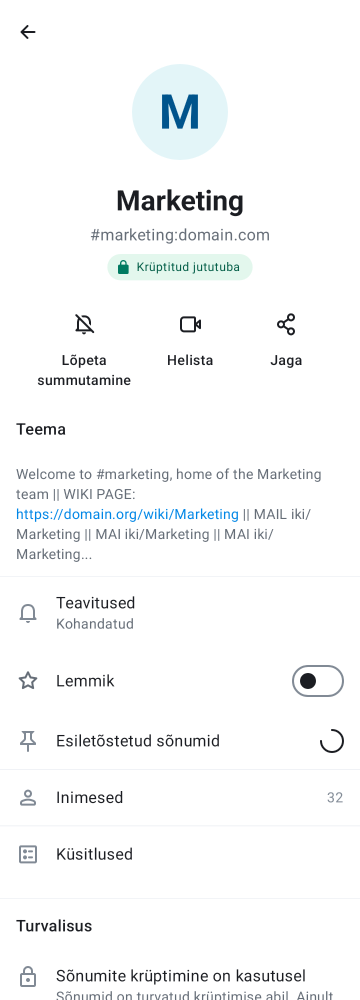 M
Marketing
#marketing:domain.com
Krüptitud jututuba
Lõpeta
summutamine
Helista
Jaga
Teema
Welcome to #marketing, home of the Marketing
team || WIKI PAGE:
https://domain.org/wiki/Marketing || MAIL iki/
Marketing || MAI iki/Marketing || MAI iki/
Marketing...
Teavitused
Kohandatud
Lemmik
Esiletõstetud sõnumid
Inimesed
32
Küsitlused
Turvalisus
Sõnumite krüptimine on kasutusel
Sõnumid on turvatud krüptimise abil. Ainult